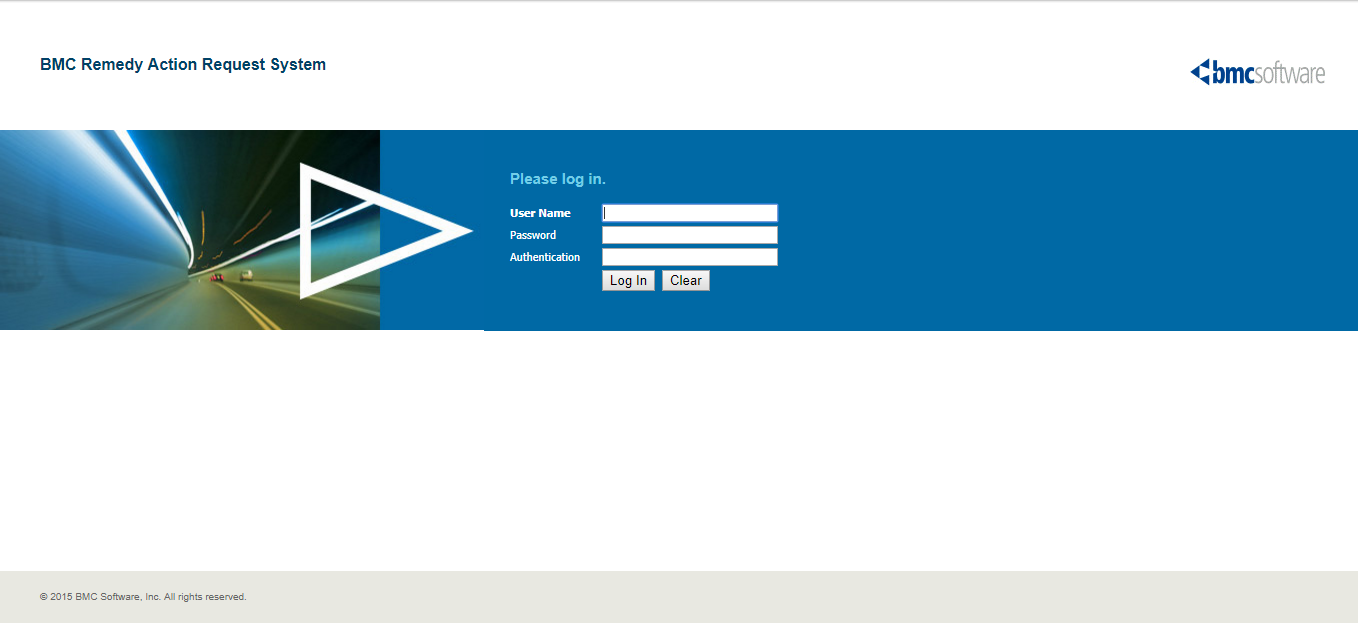 BMC Remedy Action Request System
bmcsoftware
Please log in.
User Name
Password
Authentication
Log In Clear
© 2015 BMC Software, Inc. All rights reserved.